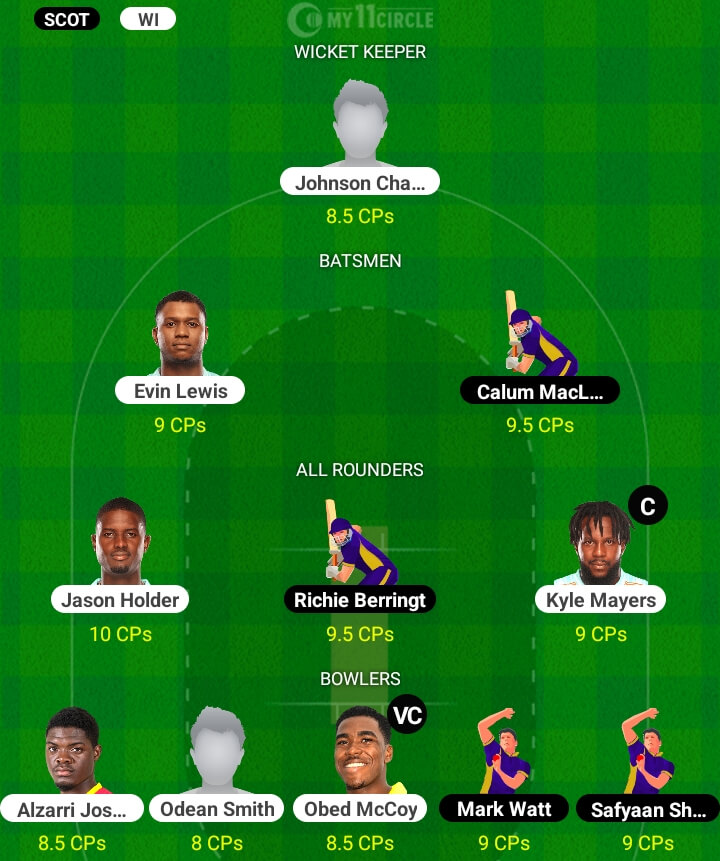 SCOT WI MY11CIRCLE
WICKET KEEPER
Johnson Cha...
8.5 CPs
BATSMEN
Evin Lewis Calum MacL...
9 CPs 9.5 CPs
ALL ROUNDERS
C
Jason Holder Richie Berringt Kyle Mayers
10 CPs 9.5 CPs 9 CPs
BOWLERS
VC
Alzarri Jos... Odean Smith Obed McCoy Mark Watt Safyaan Sh...
8.5 CPs 8 CPs 8.5 CPs 9 CPs 9 CPs